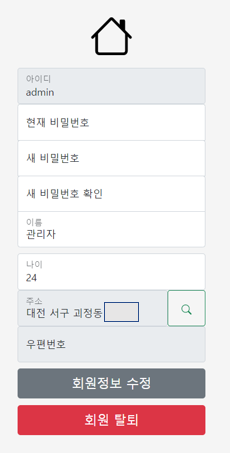 아이디
admin
현재 비밀번호
새 비밀번호
새 비밀번호 확인
이름
관리자
나이
24
주소
대전 서구 괴정동
우편번호
회원정보 수정
회원 탈퇴